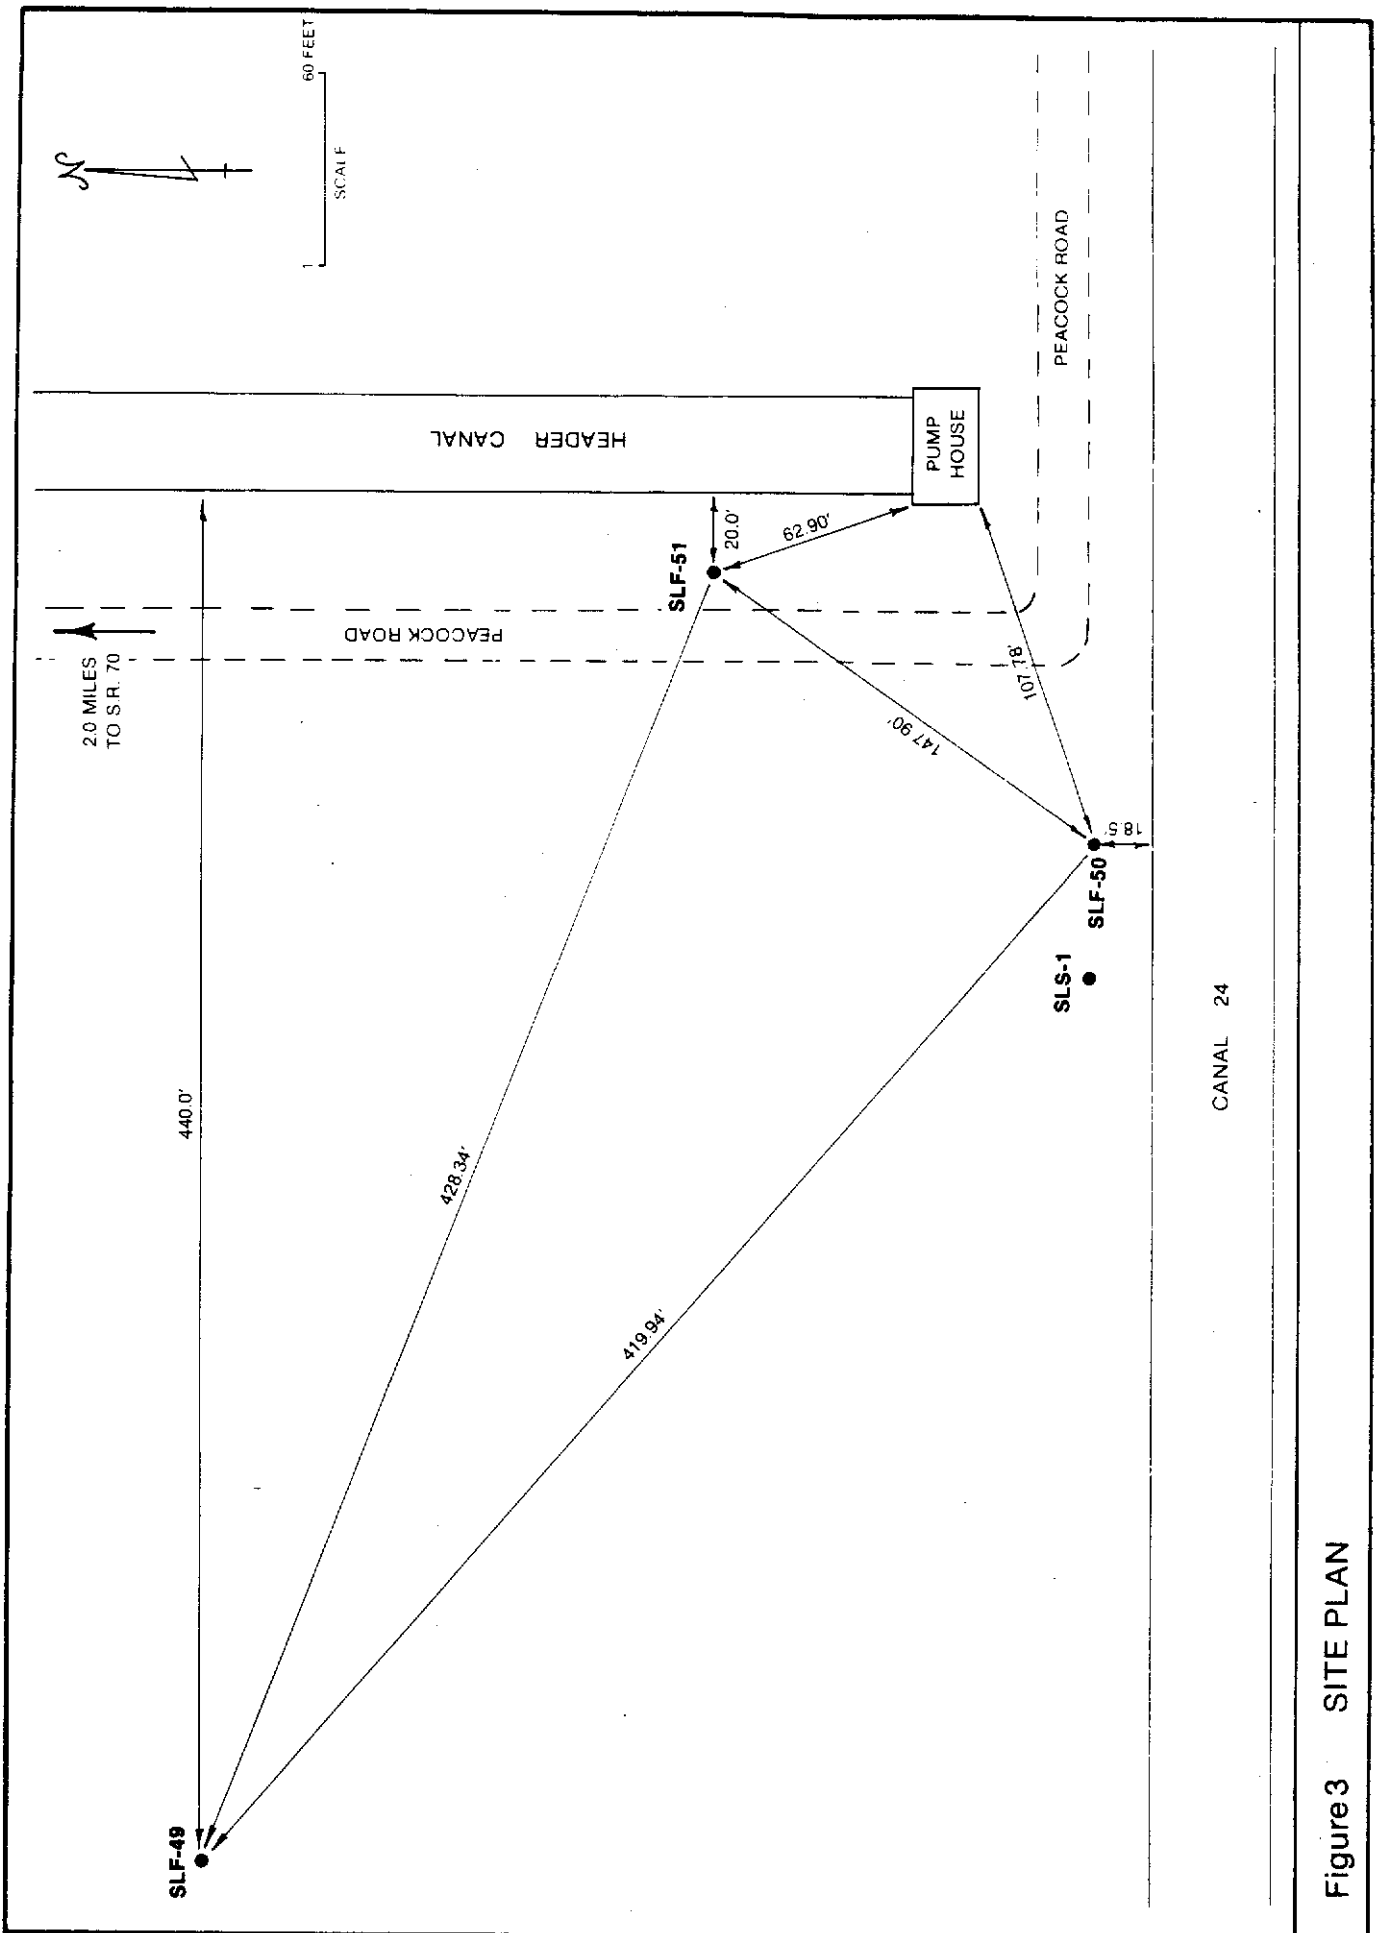 N
60 FEET
1
SCALE
2.0 MILES
TO S.R. 70
PEACOCK ROAD
HEADER CANAL
440.0'
SLF-49
SLF-51
20.0'
62.90'
PUMP
HOUSE
PEACOCK ROAD
428.34'
147.90'
107.78'
419.94'
18.5'
SLF-50
SLS-1
CANAL 24
Figure 3 SITE PLAN